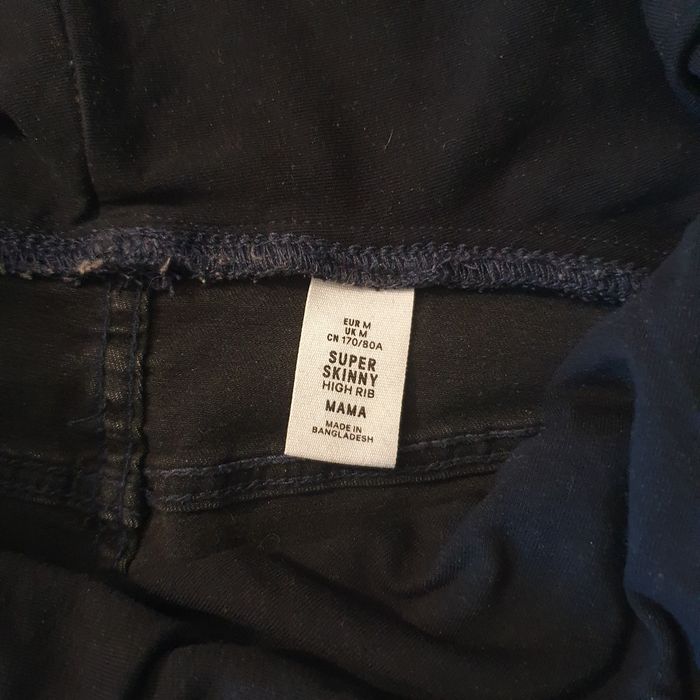 EUR M
UK M
CN 170/80A
SUPER
SKINNY
HIGH RIB
MAMA
MADE IN
BANGLADESH